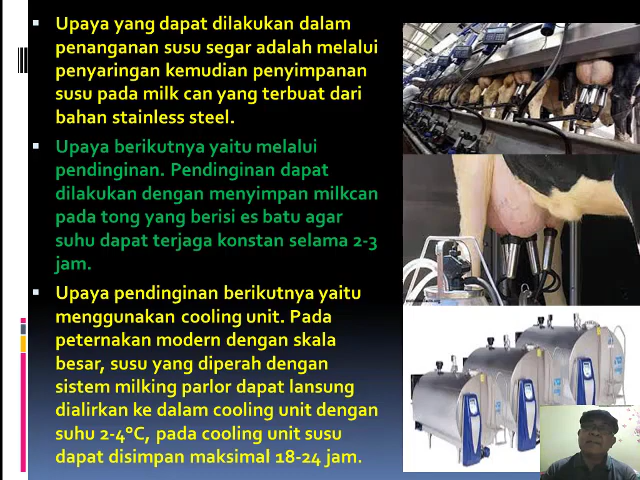 Upaya yang dapat dilakukan dalam
penanganan susu segar adalah melalui
penyaringan kemudian penyimpanan
susu pada milk can yang terbuat dari
bahan stainless steel.
Upaya berikutnya yaitu melalui
pendinginan. Pendinginan dapat
dilakukan dengan menyimpan milkcan
pada tong yang berisi es batu agar
suhu dapat terjaga konstan selama 2-3
jam.
Upaya pendinginan berikutnya yaitu
menggunakan cooling unit. Pada
peternakan modern dengan skala
besar, susu yang diperah dengan
sistem milking parlor dapat lansung
dialirkan ke dalam cooling unit dengan
suhu 2-4°C, pada cooling unit susu
dapat disimpan maksimal 18-24 jam.